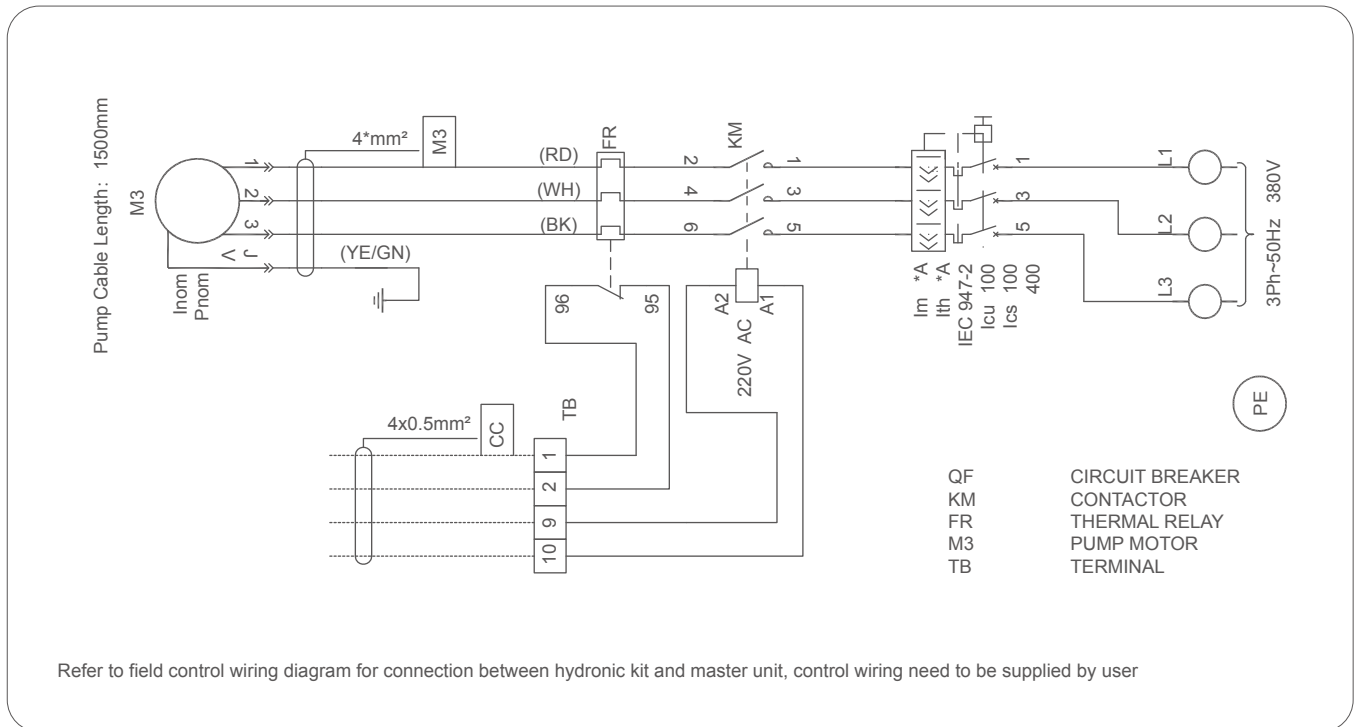 Pump Cable Length: 1500mm
M3
1
2
3
J
V
Inom
Pnom
4*mm²
M3
(RD)
(WH)
(BK)
(YE/GN)
FR
2
4
6
KM
1
3
5
96
95
A2
A1
220V AC
Im *A
Ith *A
IEC 947-2
Icu 100
Ics 100
400
1
3
5
L1
L2
L3
3Ph~50Hz 380V
PE
4x0.5mm²
CC
TB
1
2
9
10
QF CIRCUIT BREAKER
KM CONTACTOR
FR THERMAL RELAY
M3 PUMP MOTOR
TB TERMINAL
Refer to field control wiring diagram for connection between hydronic kit and master unit, control wiring need to be supplied by user